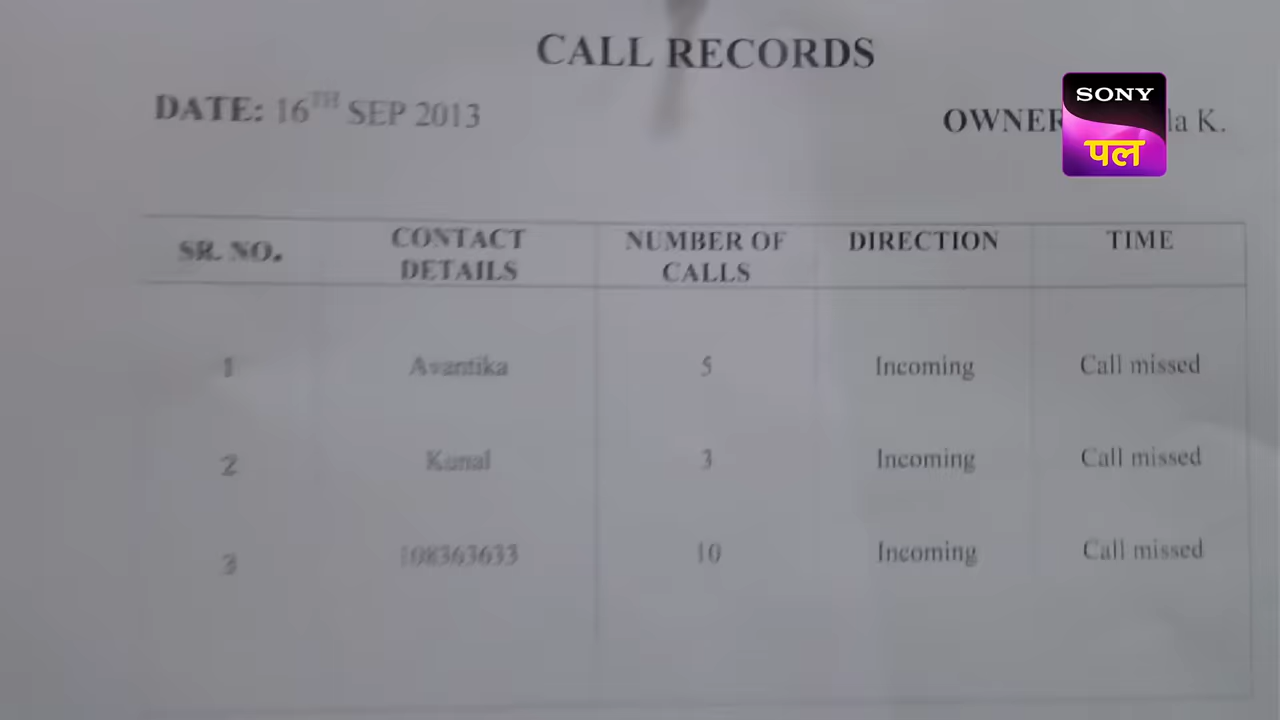 CALL RECORDS
DATE: 16TH SEP 2013
OWNER la K.
SONY
पल
SR. NO. CONTACT DETAILS NUMBER OF CALLS DIRECTION TIME
1 Avantika 5 Incoming Call missed
2 Kunal 3 Incoming Call missed
3 108363633 10 Incoming Call missed